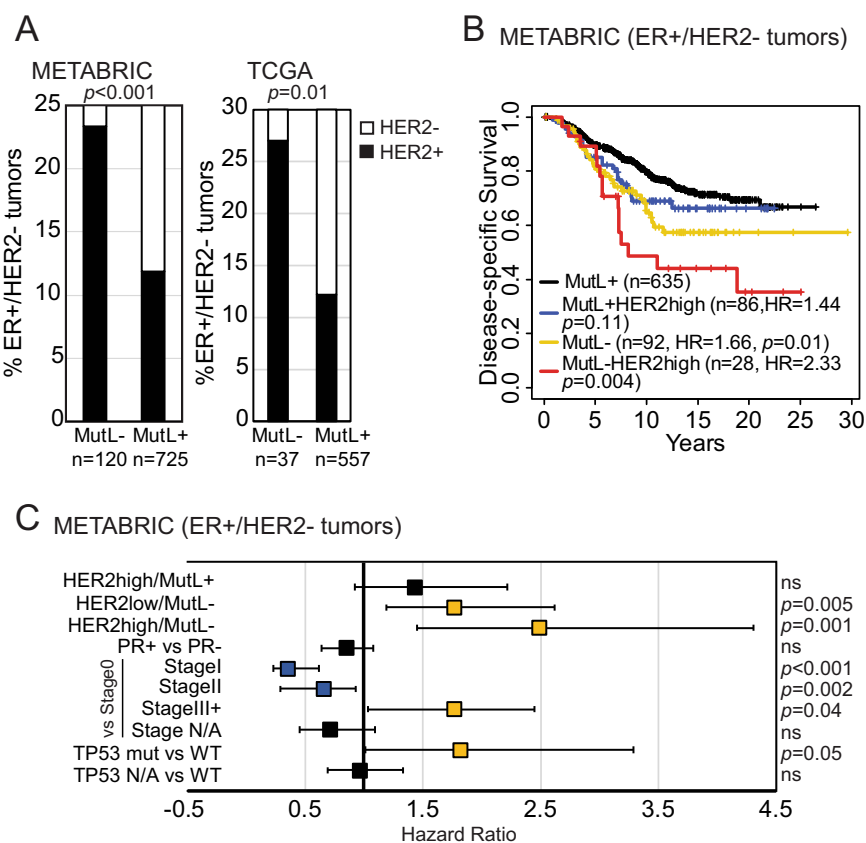 A
METABRIC
p<0.001
% ER+/HER2- tumors
25
20
15
10
5
0
MutL- MutL+
n=120 n=725
TCGA
p=0.01
%ER+/HER2- tumors
30
25
20
15
10
5
0
MutL- MutL+
n=37 n=557
HER2-
HER2+
B METABRIC (ER+/HER2- tumors)
Disease-specific Survival
1.0
0.8
0.6
0.4
0.2
0.0
MutL+ (n=635)
MutL+HER2high (n=86,HR=1.44
p=0.11)
MutL- (n=92, HR=1.66, p=0.01)
MutL-HER2high (n=28, HR=2.33
p=0.004)
0 5 10 15 20 25 30
Years
C METABRIC (ER+/HER2- tumors)
HER2high/MutL+ ns
HER2low/MutL- p=0.005
HER2high/MutL- p=0.001
PR+ vs PR- ns
vs Stage0
StageI p<0.001
StageII p=0.002
StageIII+ p=0.04
Stage N/A ns
TP53 mut vs WT p=0.05
TP53 N/A vs WT ns
-0.5 0.5 1.5 2.5 3.5 4.5
Hazard Ratio